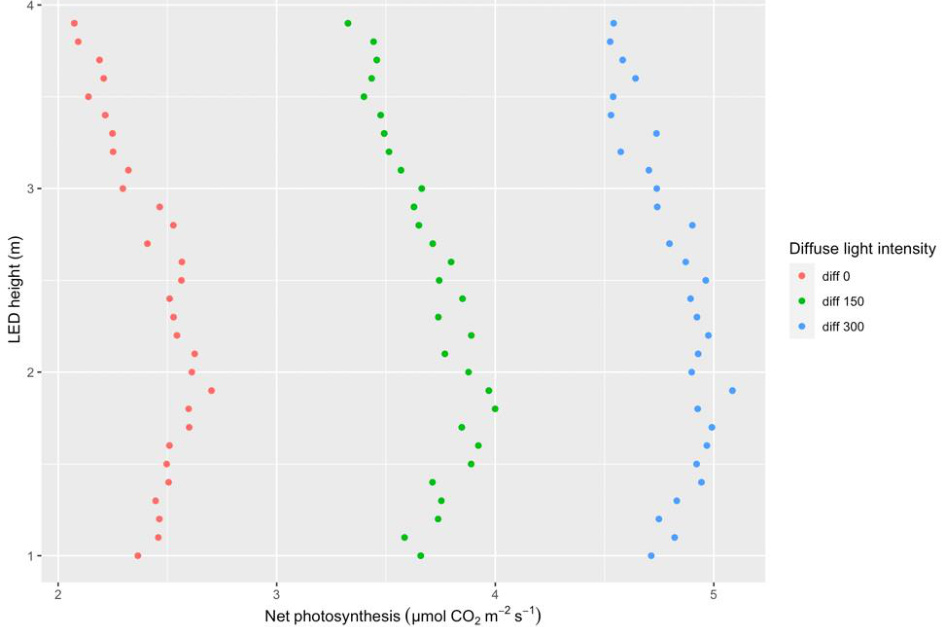 4
3
2
1
LED height (m)
2
3
4
5
Net photosynthesis (μmol CO₂ m⁻² s⁻¹)
Diffuse light intensity
diff 0
diff 150
diff 300